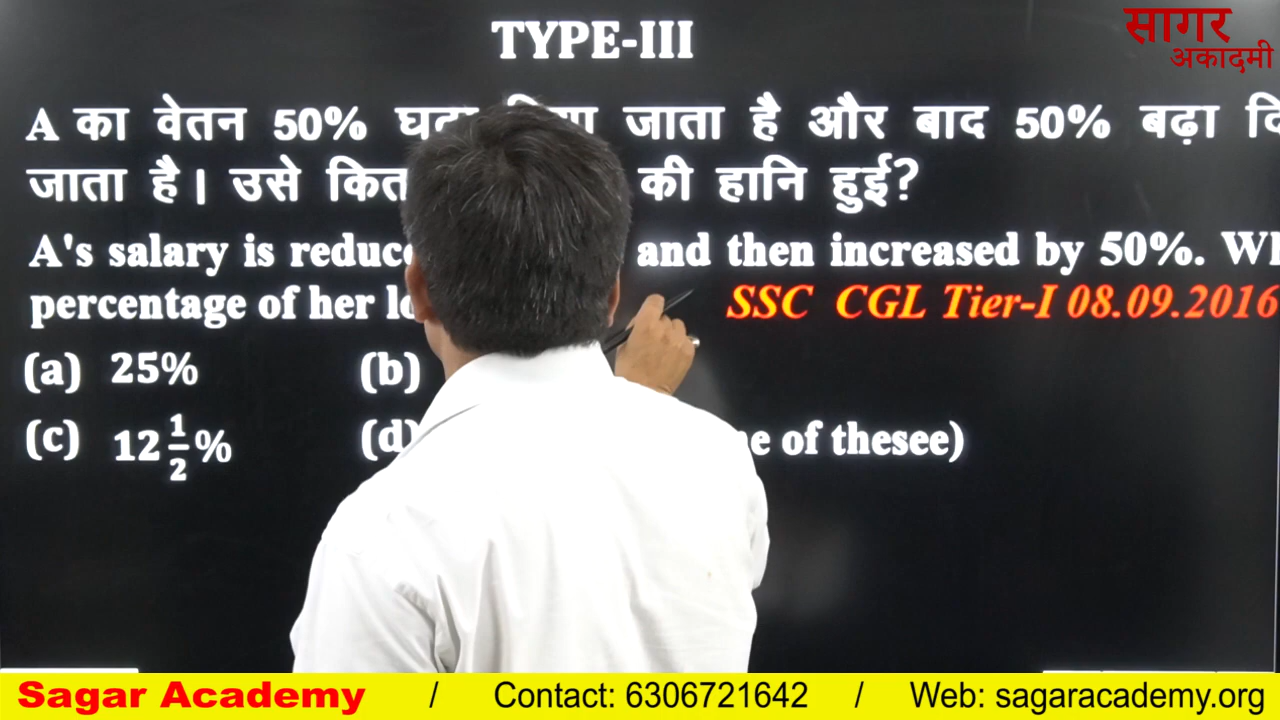 TYPE-III
सागर
अकादमी
A का वेतन 50% जाता है और बाद 50% बढ़ा
जाता है। उसे की हानि हुई?
A's salary is and then increased by 50%.
percentage of her SSC CGL Tier-I 08.09.2016
(a) 25% (b)
(c) 12 1/2 % (d) of thesee)
Sagar Academy / Contact: 6306721642 / Web: sagaracademy.org